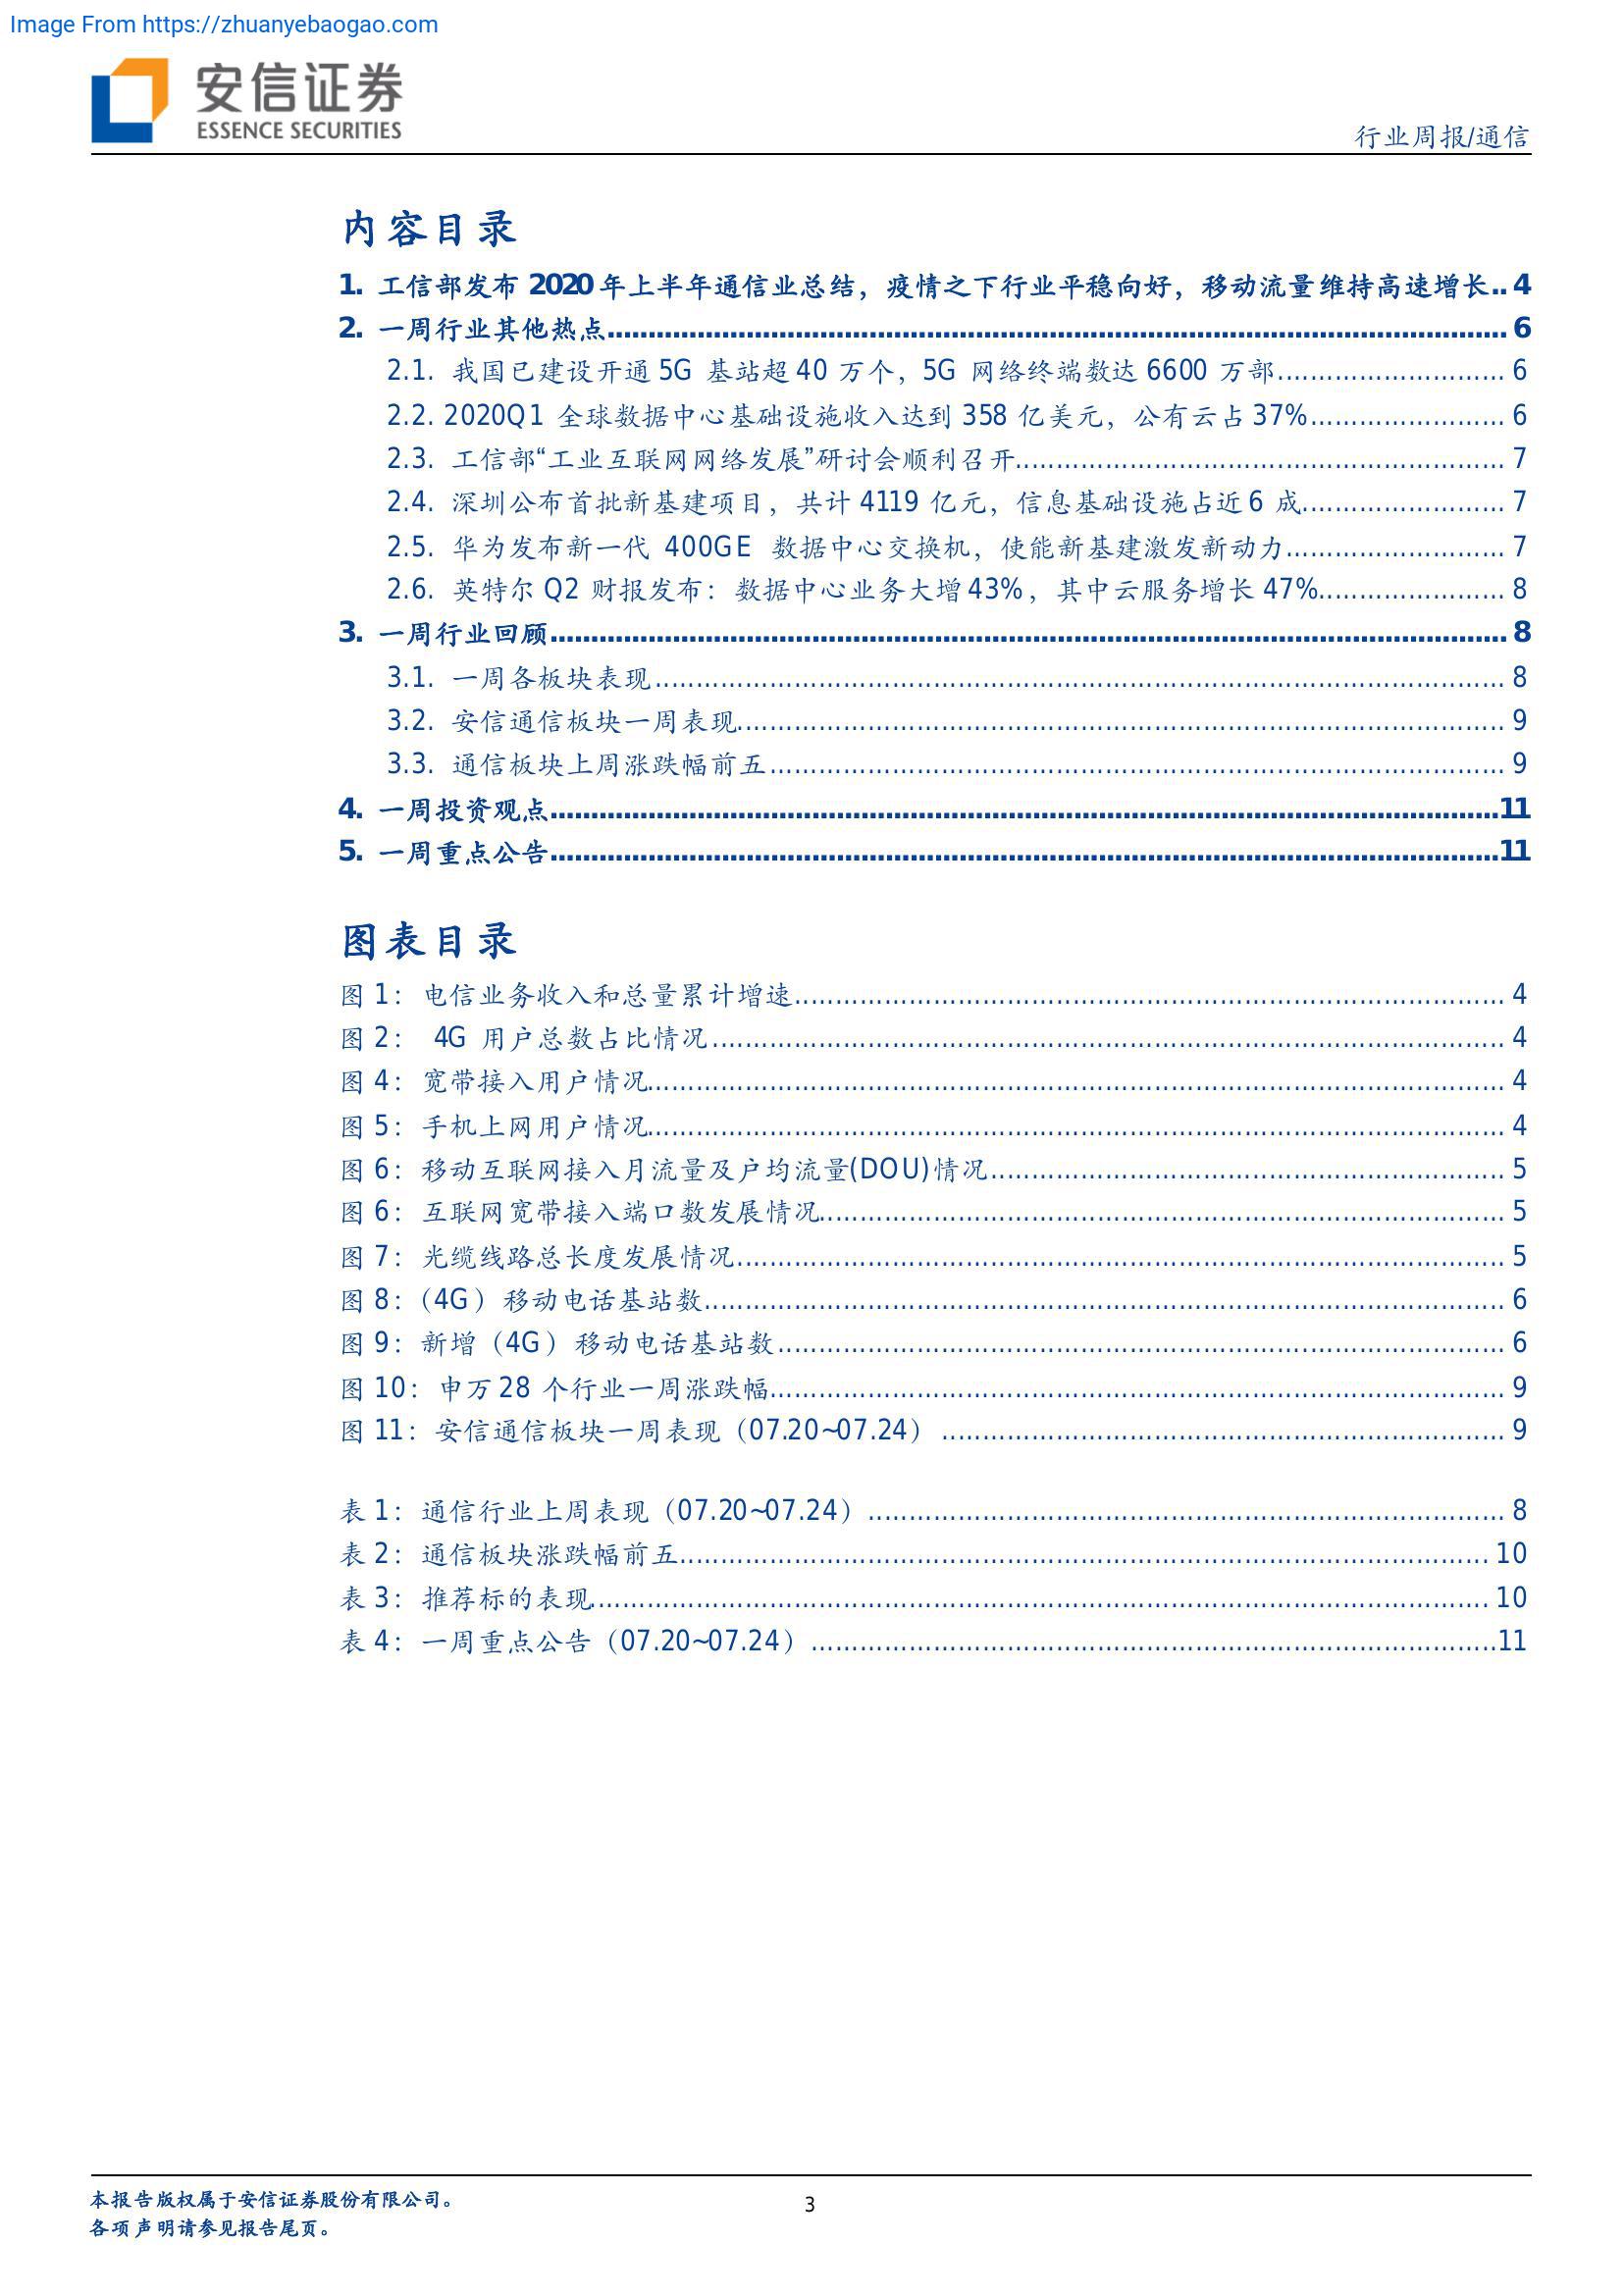 Image From https://zhuanyebaogao.com
安信证券
ESSENCE SECURITIES
行业周报/通信
内容目录
1. 工信部发布 2020 年上半年通信业总结，疫情之下行业平稳向好，移动流量维持高速增长.. 4
2. 一周行业其他热点........ 6
2.1. 我国已建设开通 5G 基站超 40 万个，5G 网络终端数达 6600 万部........ 6
2.2. 2020Q1 全球数据中心基础设施收入达到 358 亿美元，公有云占 37%........ 6
2.3. 工信部“工业互联网网络发展”研讨会顺利召开........ 7
2.4. 深圳公布首批新基建项目，共计 4119 亿元，信息基础设施占近 6 成........ 7
2.5. 华为发布新一代 400GE 数据中心交换机，使能新基建激发新动力........ 7
2.6. 英特尔 Q2 财报发布：数据中心业务大增 43%，其中云服务增长 47%........ 8
3. 一周行业回顾........ 8
3.1. 一周各板块表现........ 8
3.2. 安信通信板块一周表现........ 9
3.3. 通信板块上周涨跌幅前五........ 9
4. 一周投资观点........ 11
5. 一周重点公告........ 11
图表目录
图 1：电信业务收入和总量累计增速........ 4
图 2： 4G 用户总数占比情况........ 4
图 4：宽带接入用户情况........ 4
图 5：手机上网用户情况........ 4
图 6：移动互联网接入月流量及户均流量(DOU)情况........ 5
图 6：互联网宽带接入端口数发展情况........ 5
图 7：光缆线路总长度发展情况........ 5
图 8：（4G）移动电话基站数........ 6
图 9：新增（4G）移动电话基站数........ 6
图 10：申万 28 个行业一周涨跌幅........ 9
图 11：安信通信板块一周表现（07.20~07.24）........ 9
表 1：通信行业上周表现（07.20~07.24）........ 8
表 2：通信板块涨跌幅前五........ 10
表 3：推荐标的表现........ 10
表 4：一周重点公告（07.20~07.24）........ 11
本报告版权属于安信证券股份有限公司。
3
各项声明请参见报告尾页。